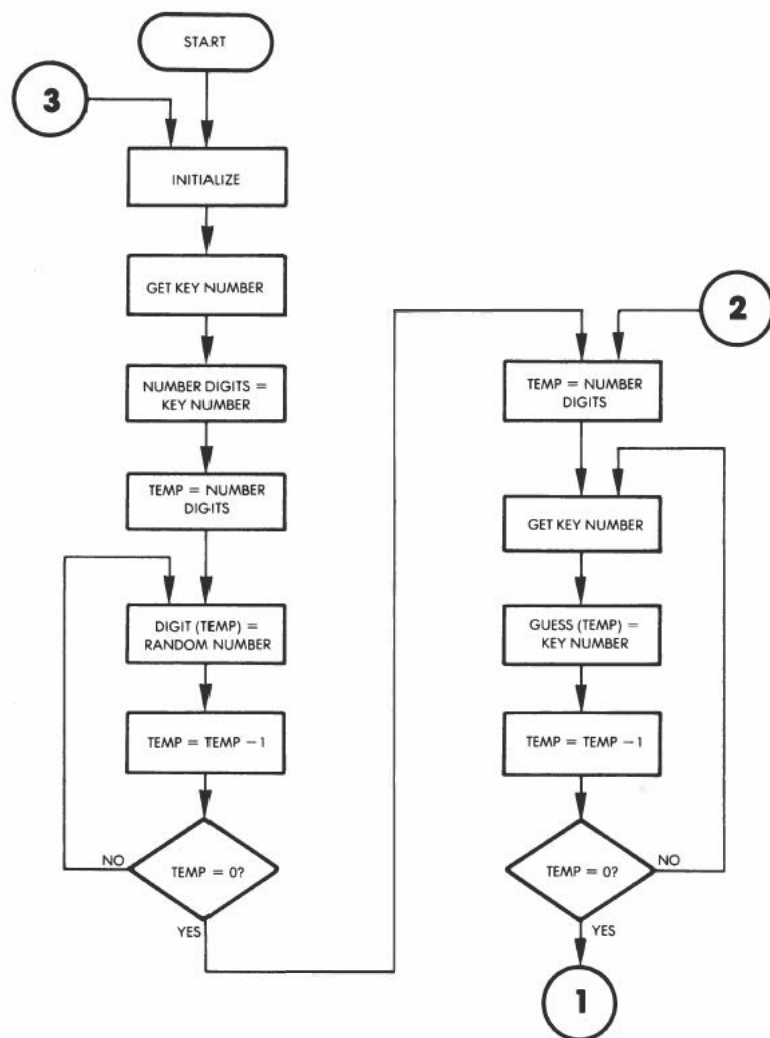 START
3
INITIALIZE
GET KEY NUMBER
NUMBER DIGITS =
KEY NUMBER
TEMP = NUMBER
DIGITS
DIGIT (TEMP) =
RANDOM NUMBER
TEMP = TEMP − 1
NO
TEMP = 0?
YES
2
TEMP = NUMBER
DIGITS
GET KEY NUMBER
GUESS (TEMP) =
KEY NUMBER
TEMP = TEMP − 1
TEMP = 0?
NO
YES
1